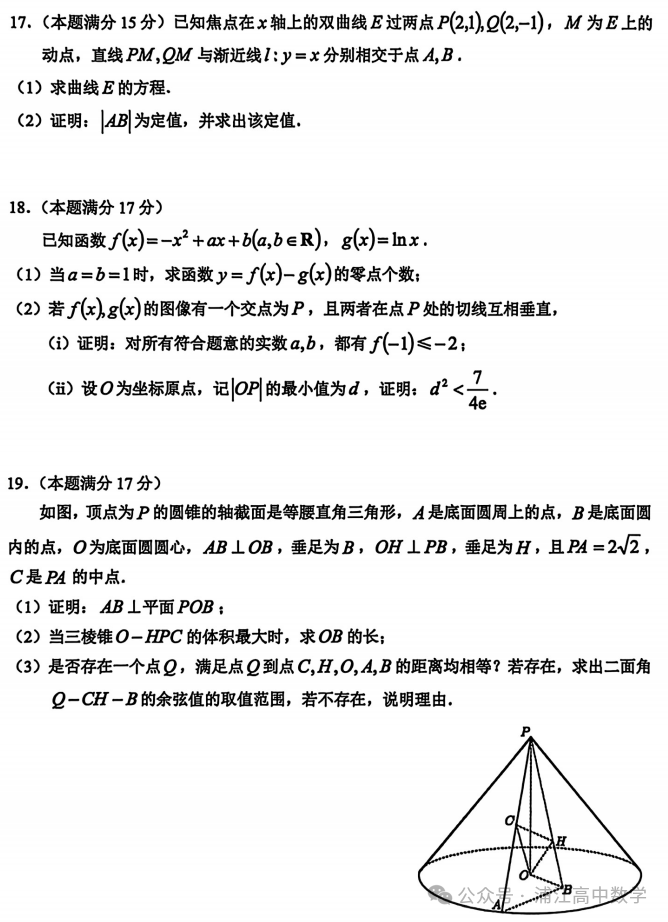 17.（本题满分 15 分）已知焦点在 x 轴上的双曲线 E 过两点 P(2,1),Q(2,-1)， M 为 E 上的
动点，直线 PM,QM 与渐近线 l : y = x 分别相交于点 A,B．
（1）求曲线 E 的方程．
（2）证明：|AB|为定值，并求出该定值．
18.（本题满分 17 分）
已知函数 f(x)=-x²+ax+b(a,b∈R)， g(x)=ln x．
（1）当 a=b=1 时，求函数 y=f(x)-g(x)的零点个数；
（2）若 f(x),g(x)的图像有一个交点为 P ，且两者在点 P 处的切线互相垂直，
（i）证明：对所有符合题意的实数 a,b，都有 f(-1)≤-2；
（ii）设 O 为坐标原点，记|OP|的最小值为 d ，证明：d²<7/4e．
19.（本题满分 17 分）
如图，顶点为 P 的圆锥的轴截面是等腰直角三角形， A 是底面圆周上的点， B 是底面圆
内的点， O 为底面圆圆心， AB⊥OB ，垂足为 B ， OH⊥PB ，垂足为 H ，且 PA=2√2 ，
C 是 PA 的中点．
（1）证明： AB⊥平面 POB ；
（2）当三棱锥 O-HPC 的体积最大时，求 OB 的长；
（3）是否存在一个点 Q ，满足点 Q 到点 C,H,O,A,B 的距离均相等？若存在，求出二面角
Q-CH-B 的余弦值的取值范围，若不存在，说明理由．
P
C
H
O
B
A
公众号・浦江高中数学